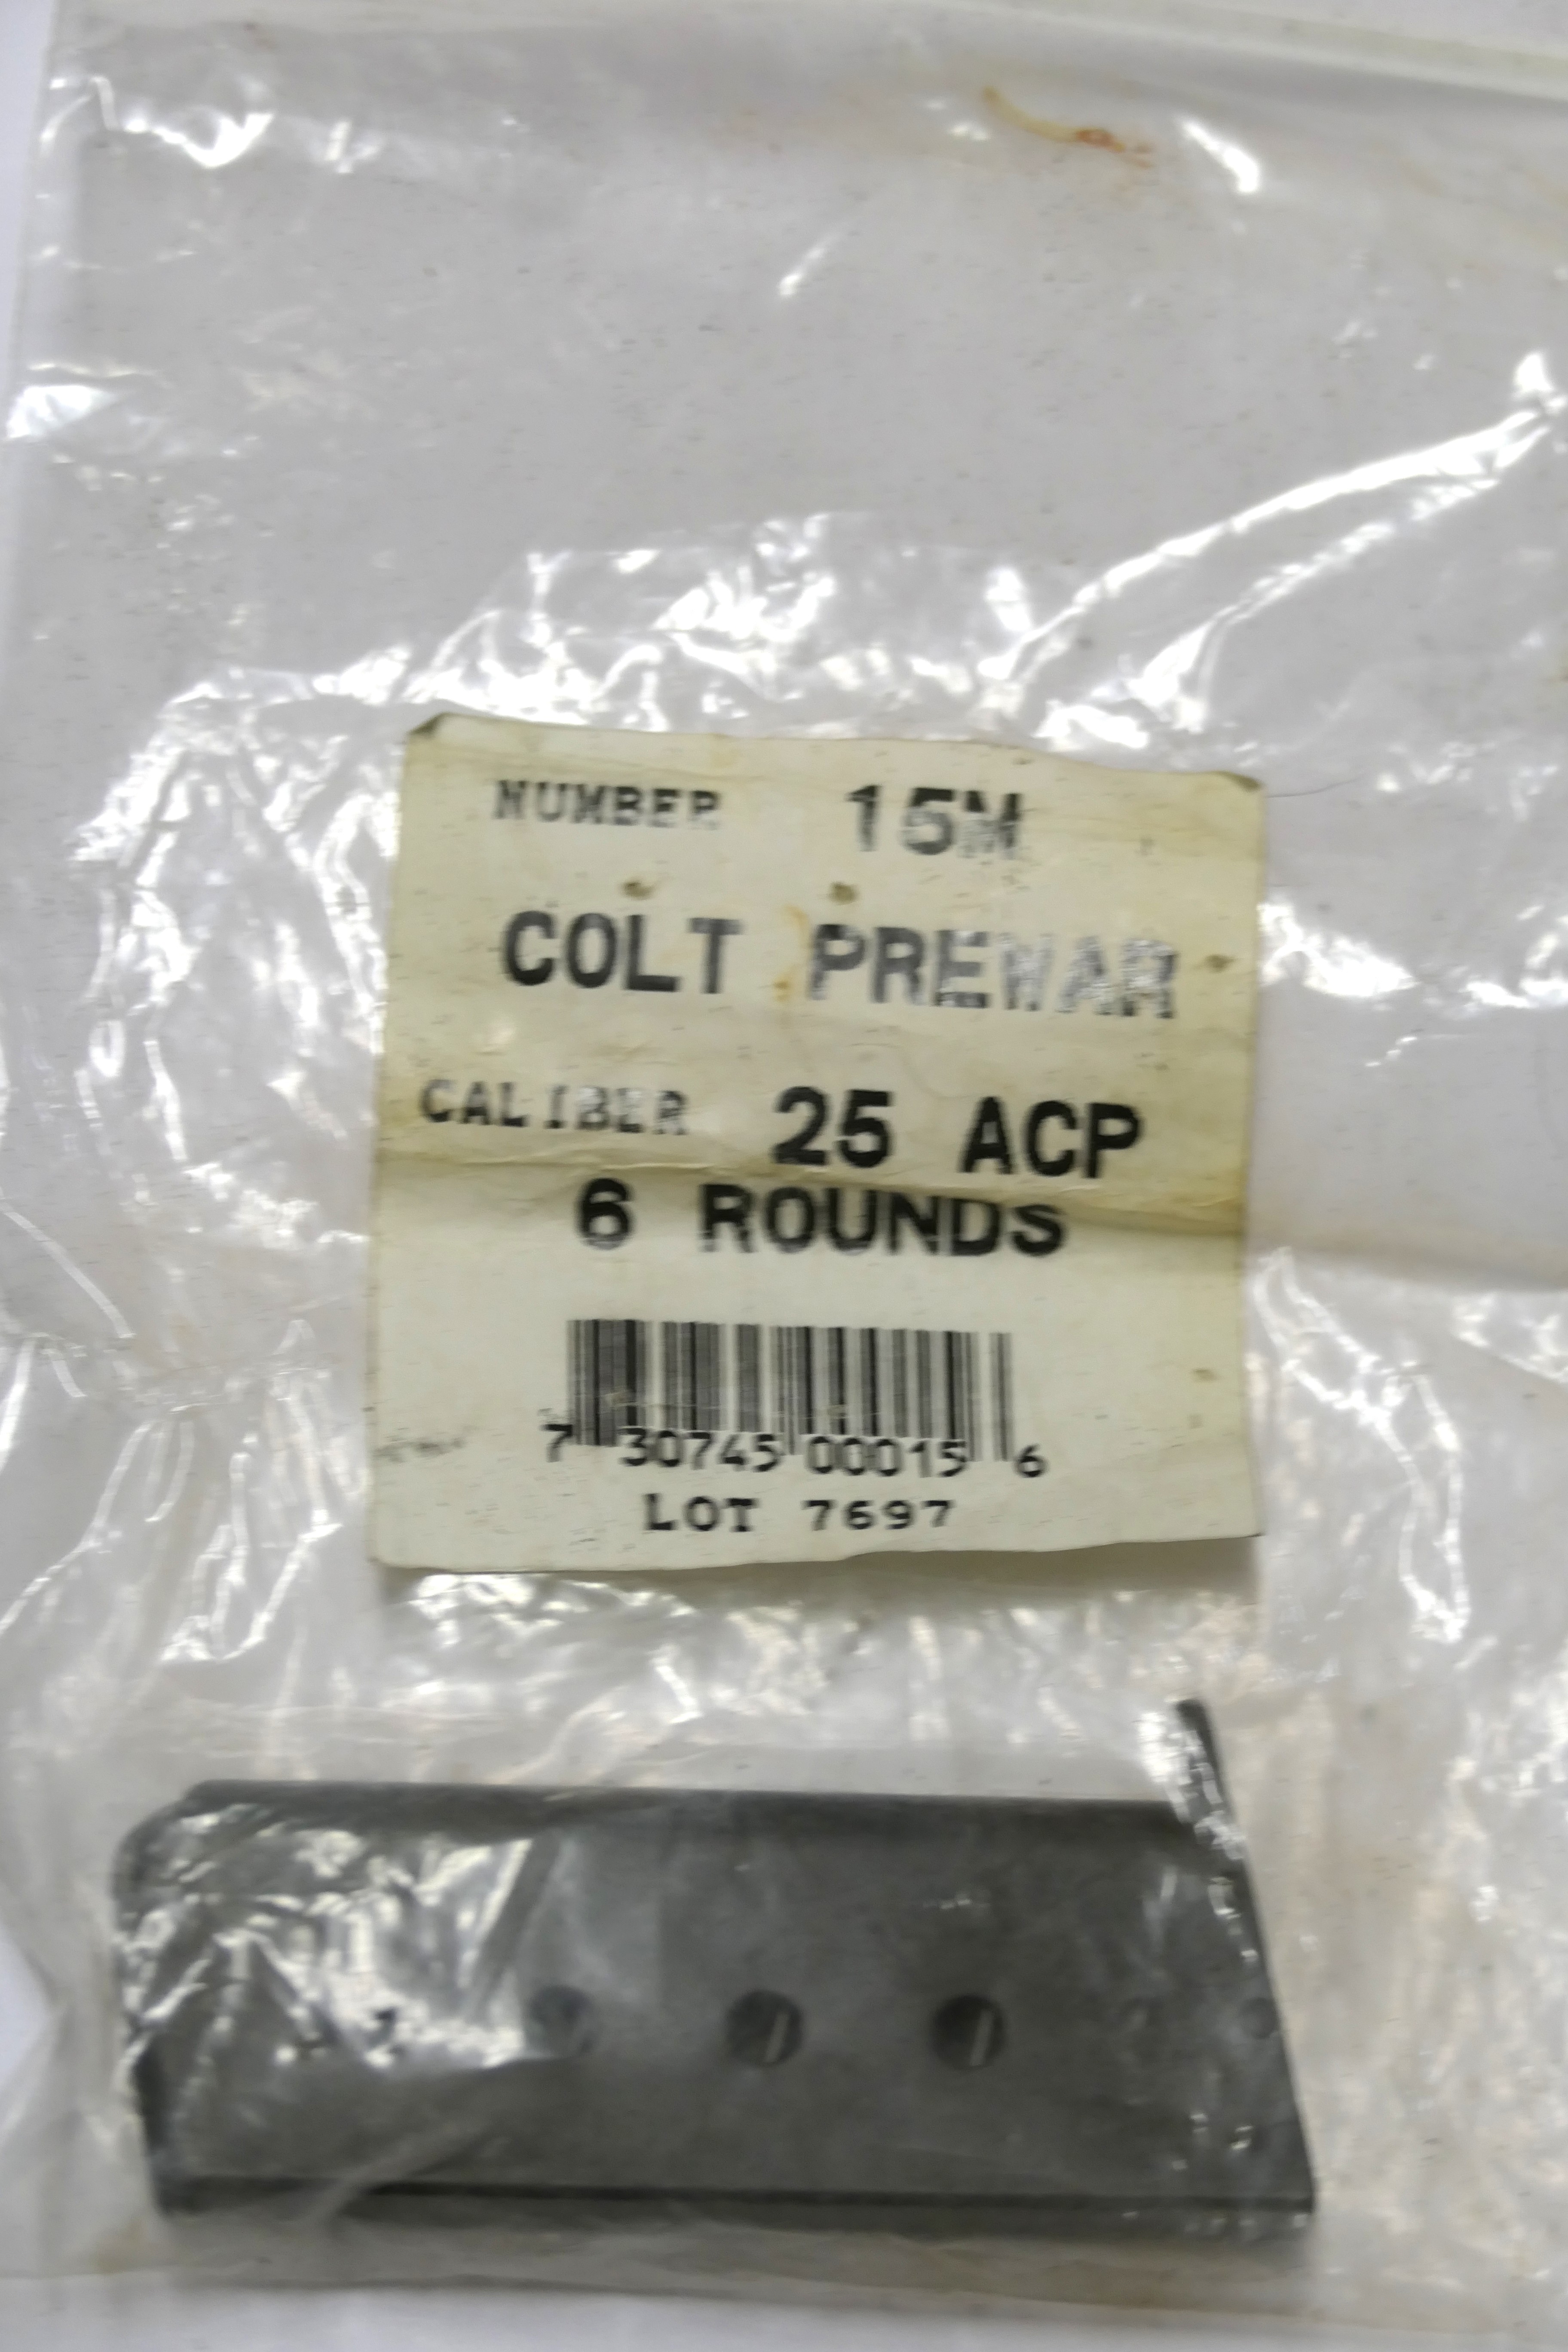 NUMBER 15M
COLT PREWAR
CALIBER 25 ACP
6 ROUNDS
7 30745 00015 6
LOT 7697